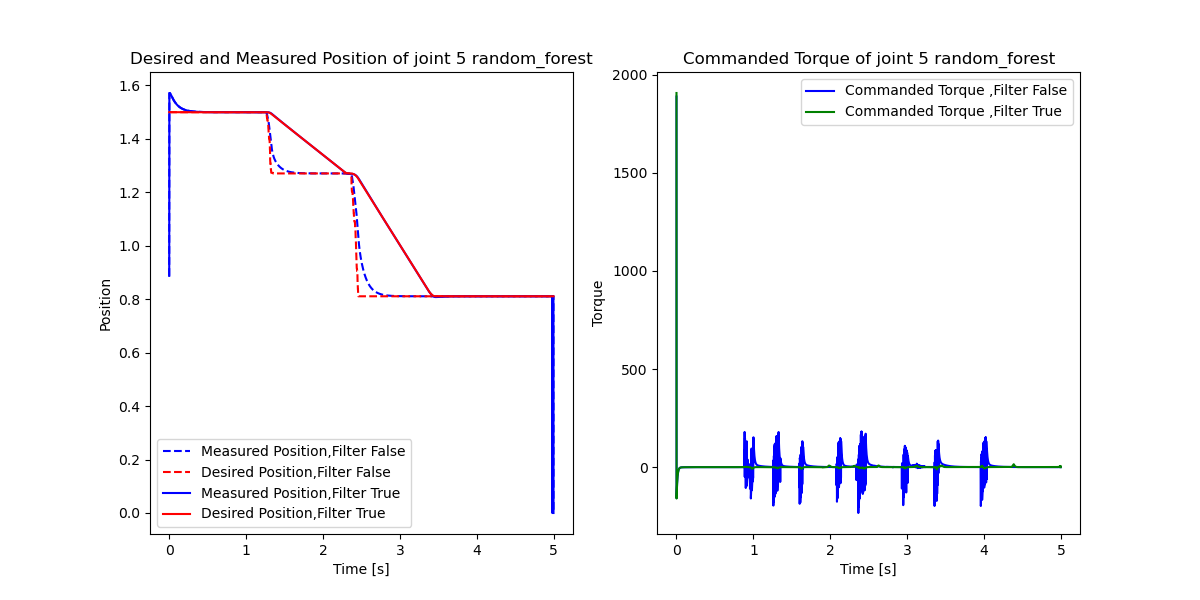 Desired and Measured Position of joint 5 random_forest
1.6
1.4
1.2
1.0
0.8
0.6
0.4
0.2
0.0
Position
Measured Position,Filter False
Desired Position,Filter False
Measured Position,Filter True
Desired Position,Filter True
0 1 2 3 4 5
Time [s]
Commanded Torque of joint 5 random_forest
2000
1500
1000
500
0
Torque
Commanded Torque ,Filter False
Commanded Torque ,Filter True
0 1 2 3 4 5
Time [s]